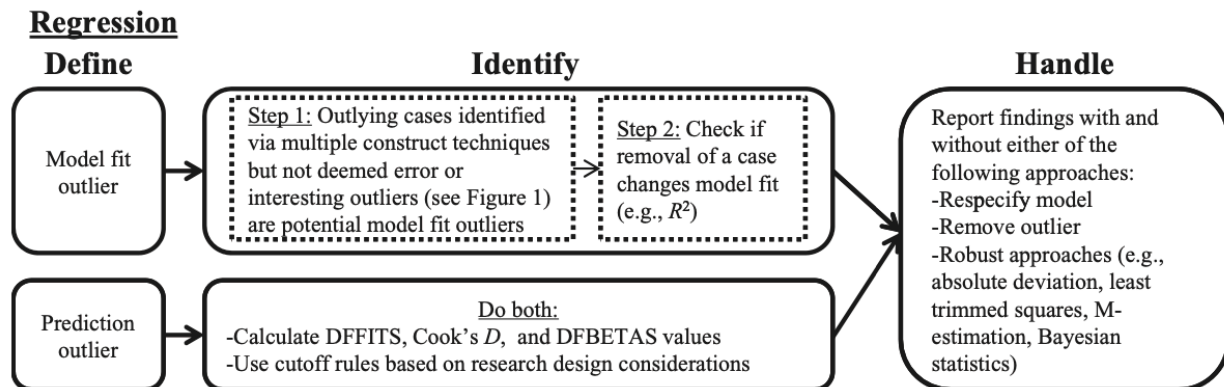 Regression
Define
Identify
Handle
Model fit
outlier
Step 1: Outlying cases identified
via multiple construct techniques
but not deemed error or
interesting outliers (see Figure 1)
are potential model fit outliers
Step 2: Check if
removal of a case
changes model fit
(e.g., R²)
Prediction
outlier
Do both:
-Calculate DFFITS, Cook's D, and DFBETAS values
-Use cutoff rules based on research design considerations
Report findings with and
without either of the
following approaches:
-Respecify model
-Remove outlier
-Robust approaches (e.g.,
absolute deviation, least
trimmed squares, M-
estimation, Bayesian
statistics)